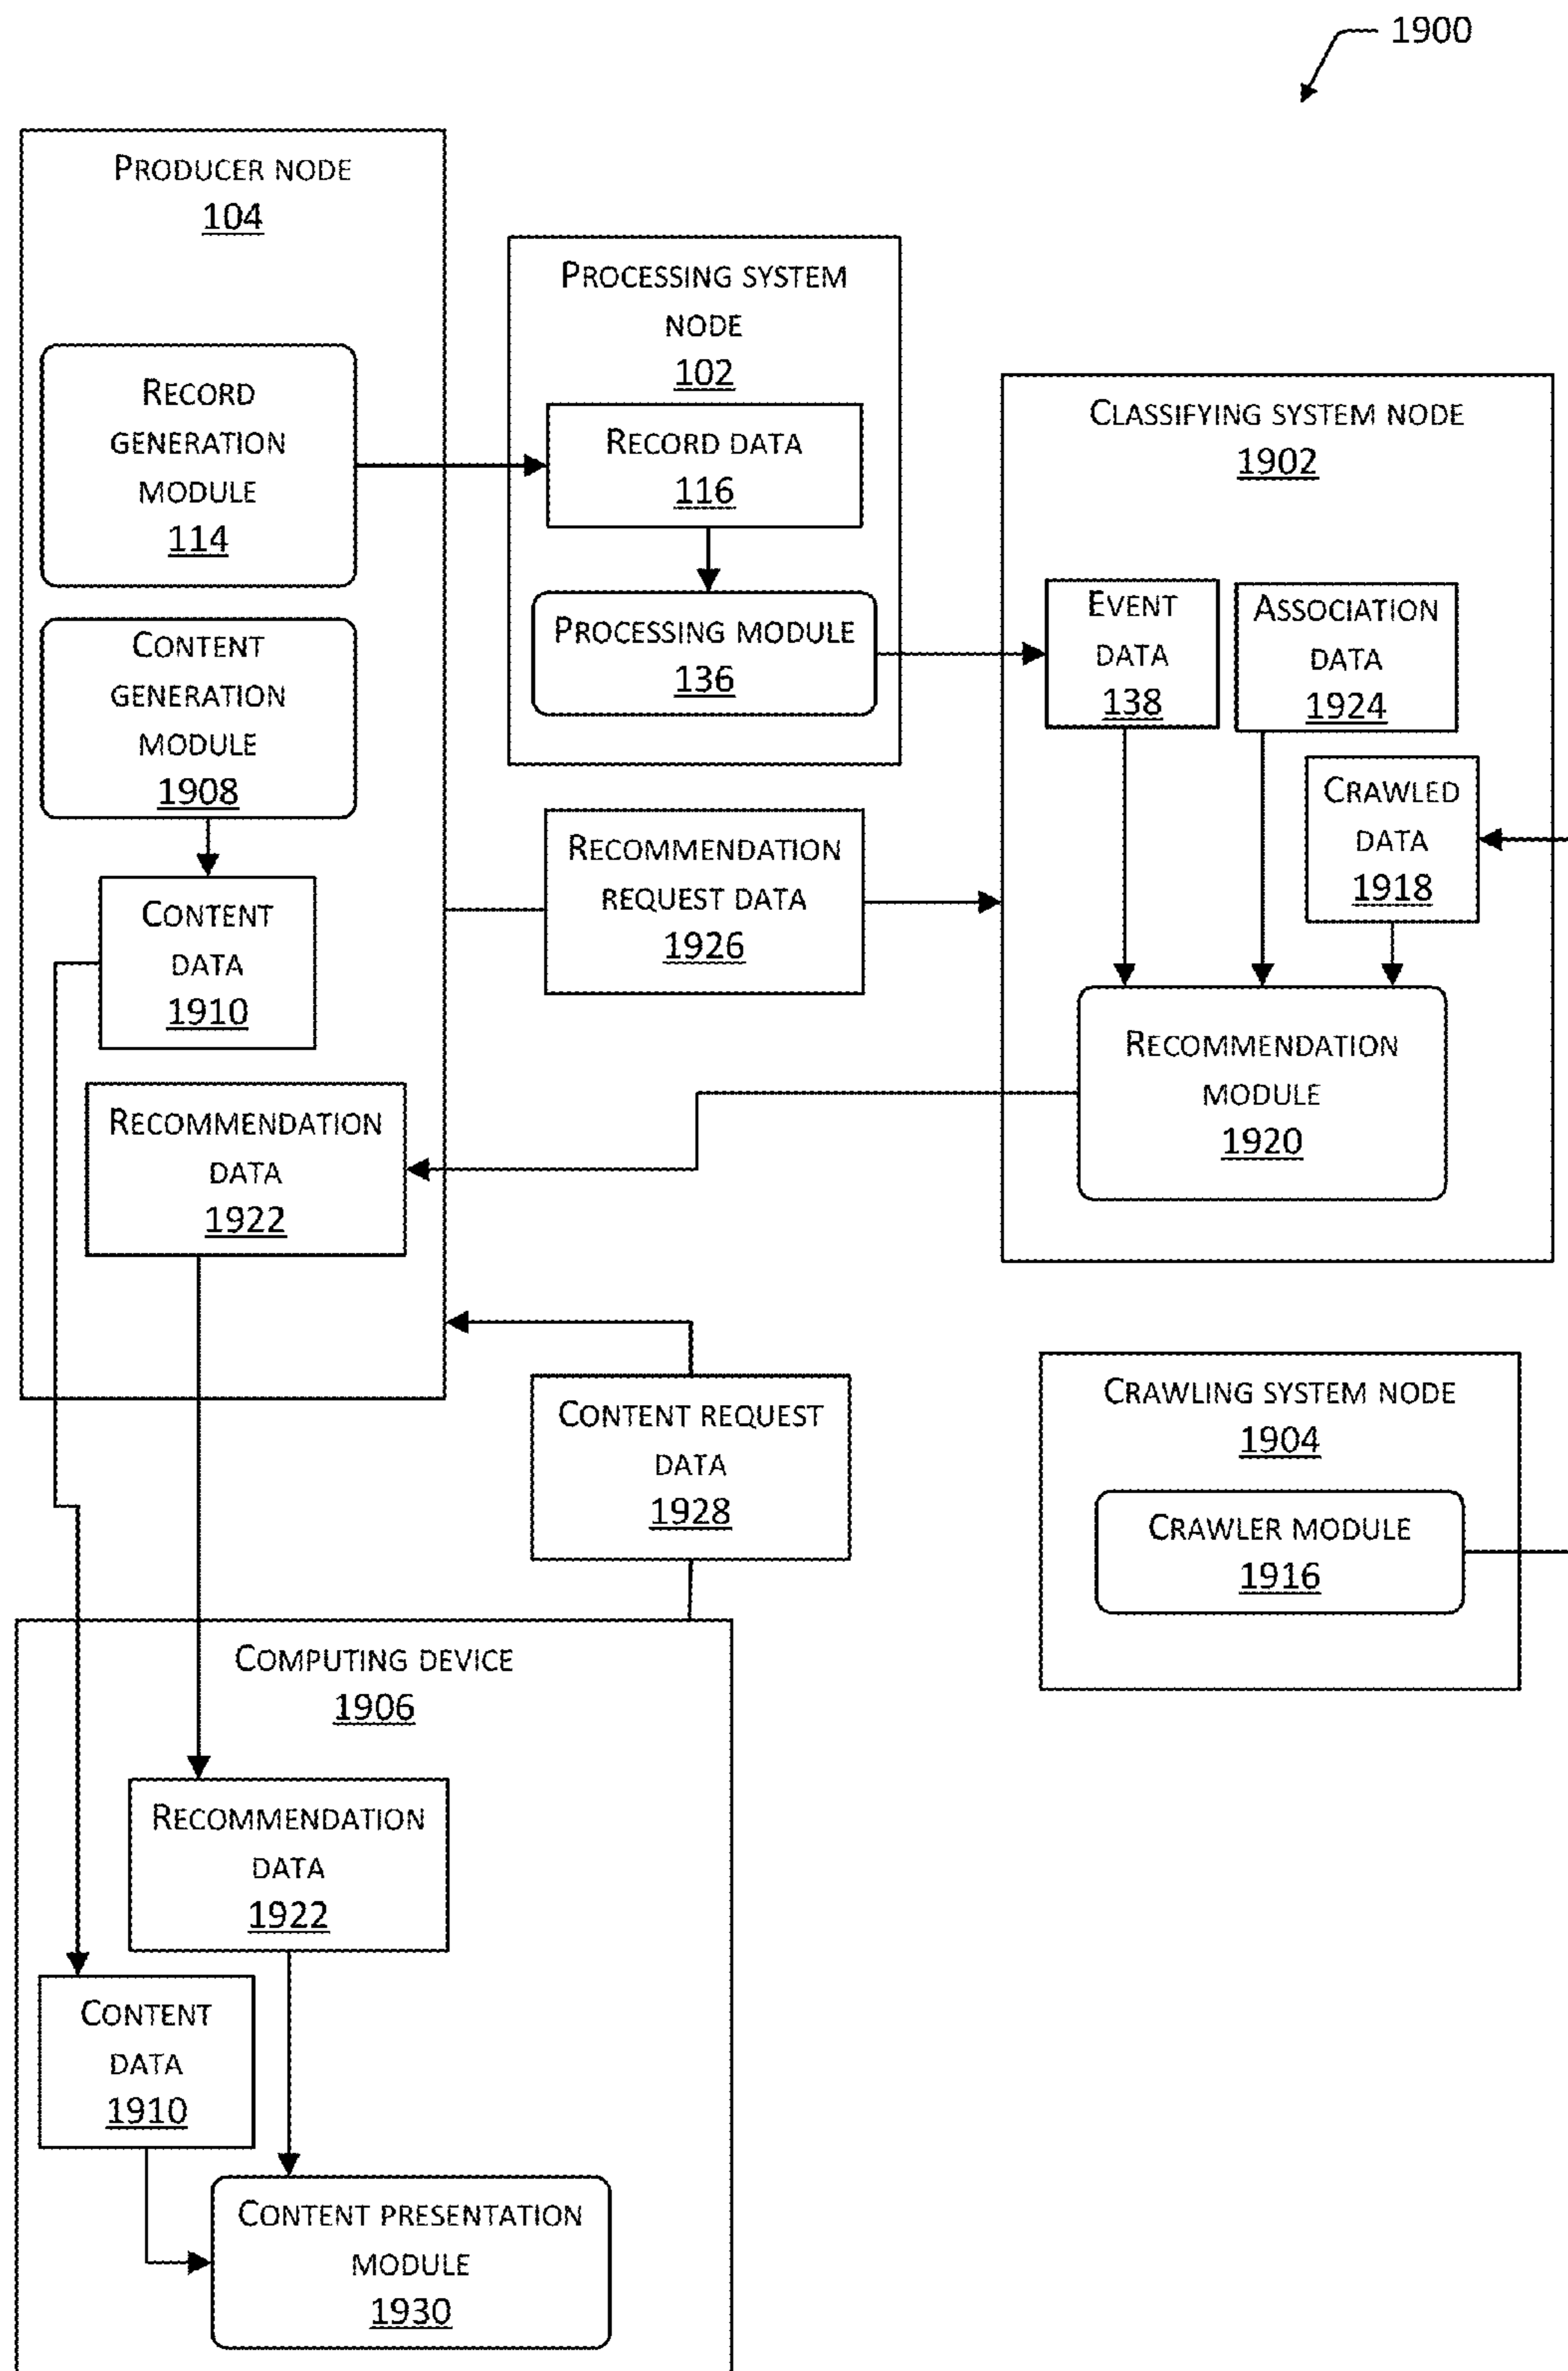 1900
PRODUCER NODE
104
RECORD
GENERATION
MODULE
114
CONTENT
GENERATION
MODULE
1908
CONTENT
DATA
1910
RECOMMENDATION
DATA
1922
PROCESSING SYSTEM
NODE
102
RECORD DATA
116
PROCESSING MODULE
136
RECOMMENDATION
REQUEST DATA
1926
CLASSIFYING SYSTEM NODE
1902
EVENT
DATA
138
ASSOCIATION
DATA
1924
CRAWLED
DATA
1918
RECOMMENDATION
MODULE
1920
CONTENT REQUEST
DATA
1928
CRAWLING SYSTEM NODE
1904
CRAWLER MODULE
1916
COMPUTING DEVICE
1906
RECOMMENDATION
DATA
1922
CONTENT
DATA
1910
CONTENT PRESENTATION
MODULE
1930